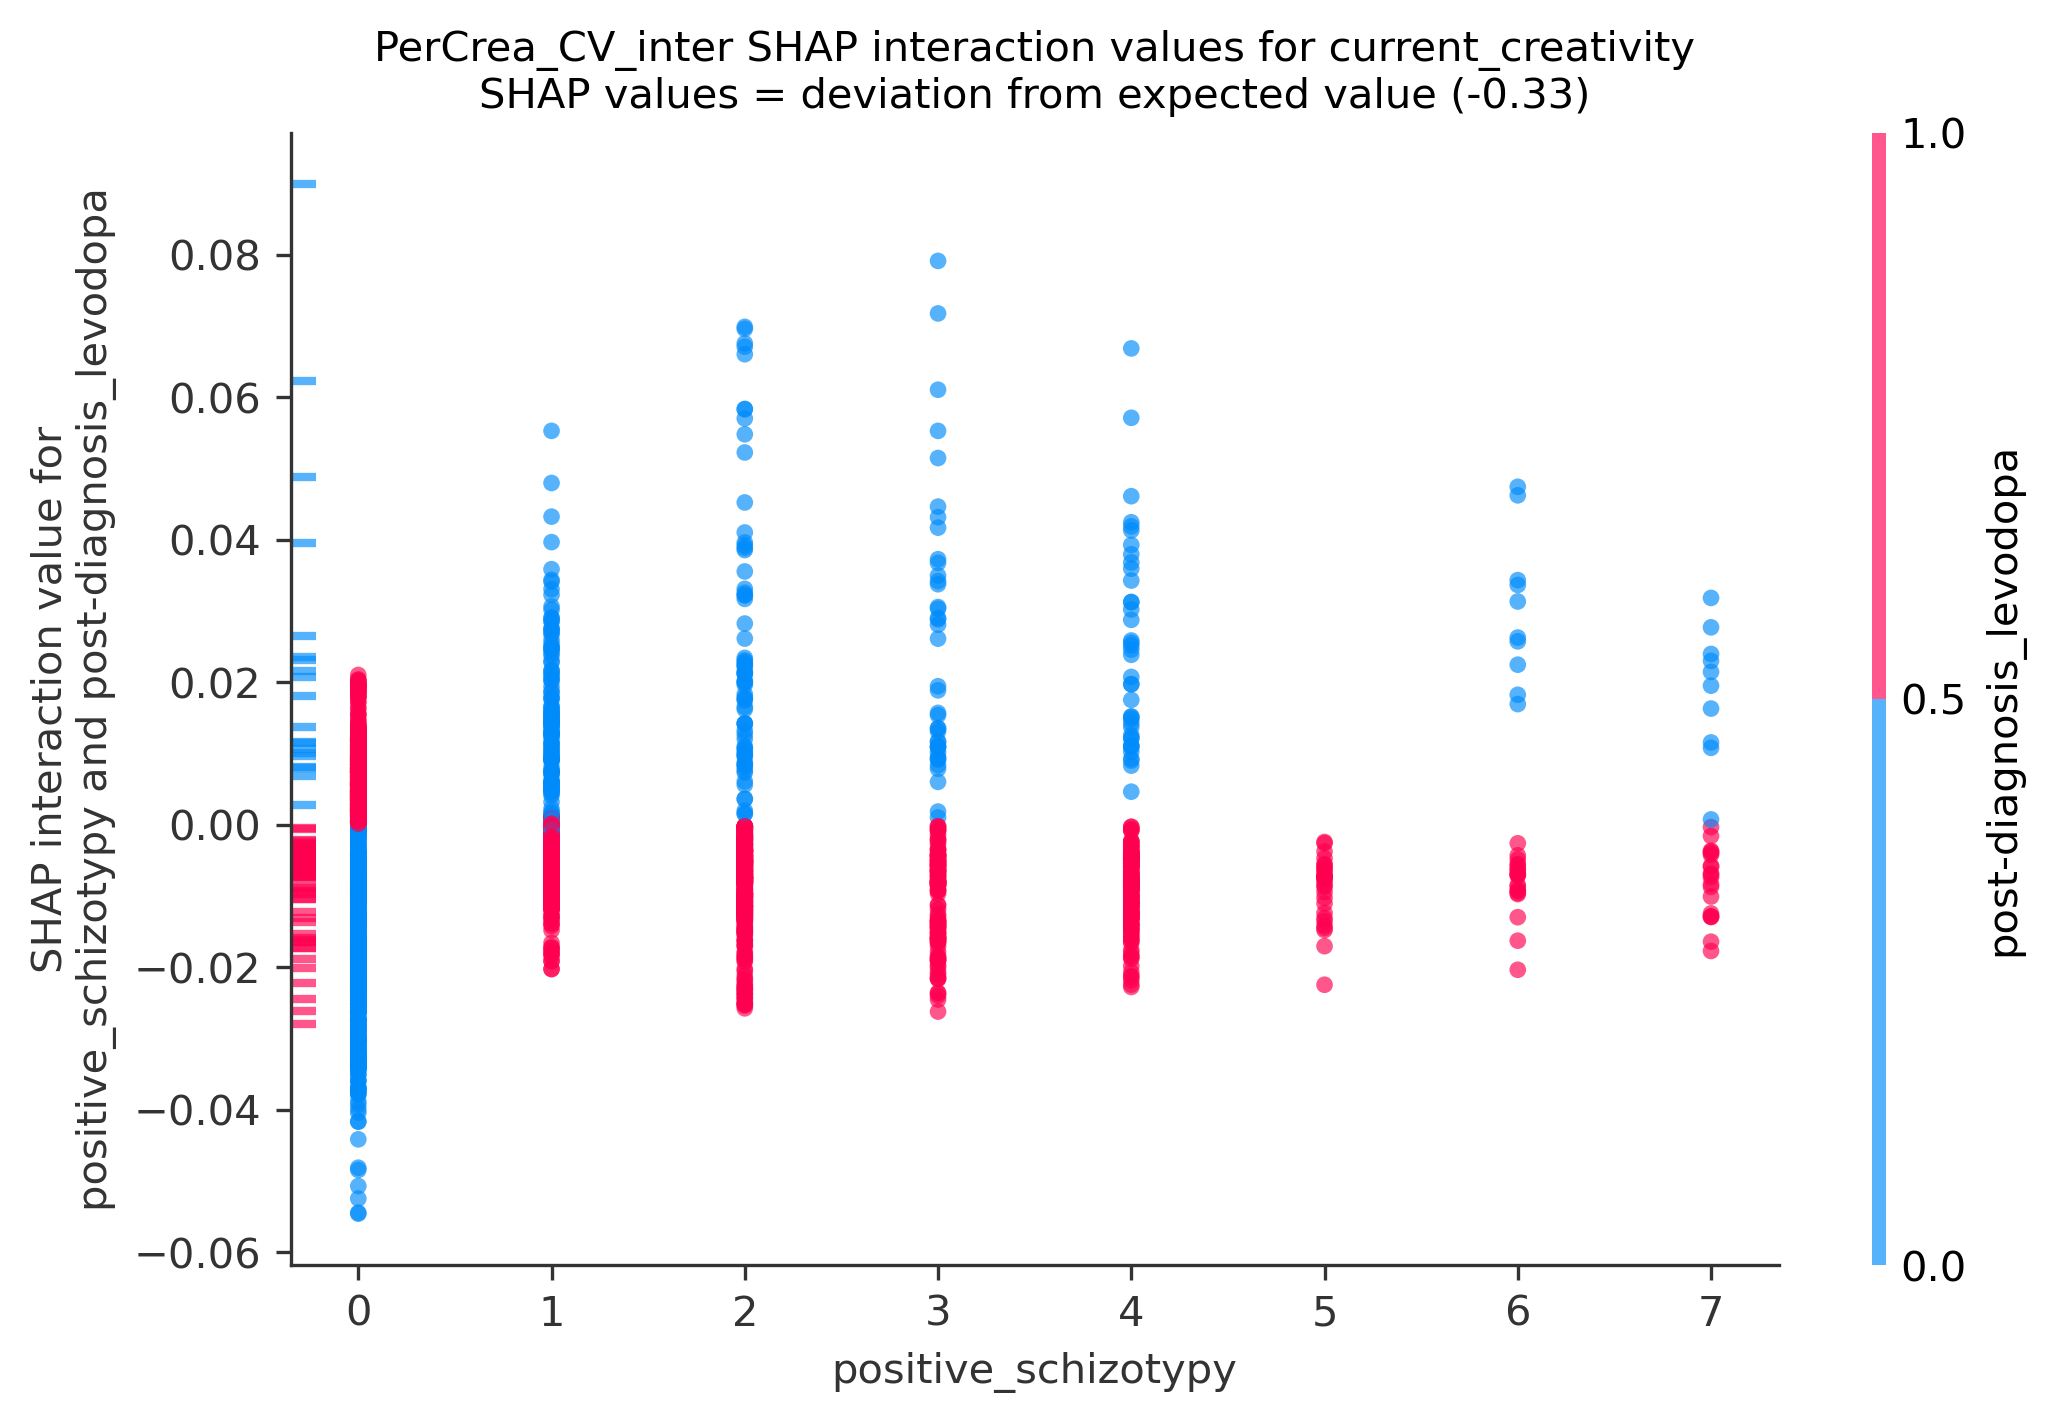 PerCrea_CV_inter SHAP interaction values for current_creativity
SHAP values = deviation from expected value (-0.33)
SHAP interaction value for
positive_schizotypy and post-diagnosis_levodopa
0.08
0.06
0.04
0.02
0.00
−0.02
−0.04
−0.06
0 1 2 3 4 5 6 7
positive_schizotypy
1.0
0.5
0.0
post-diagnosis_levodopa